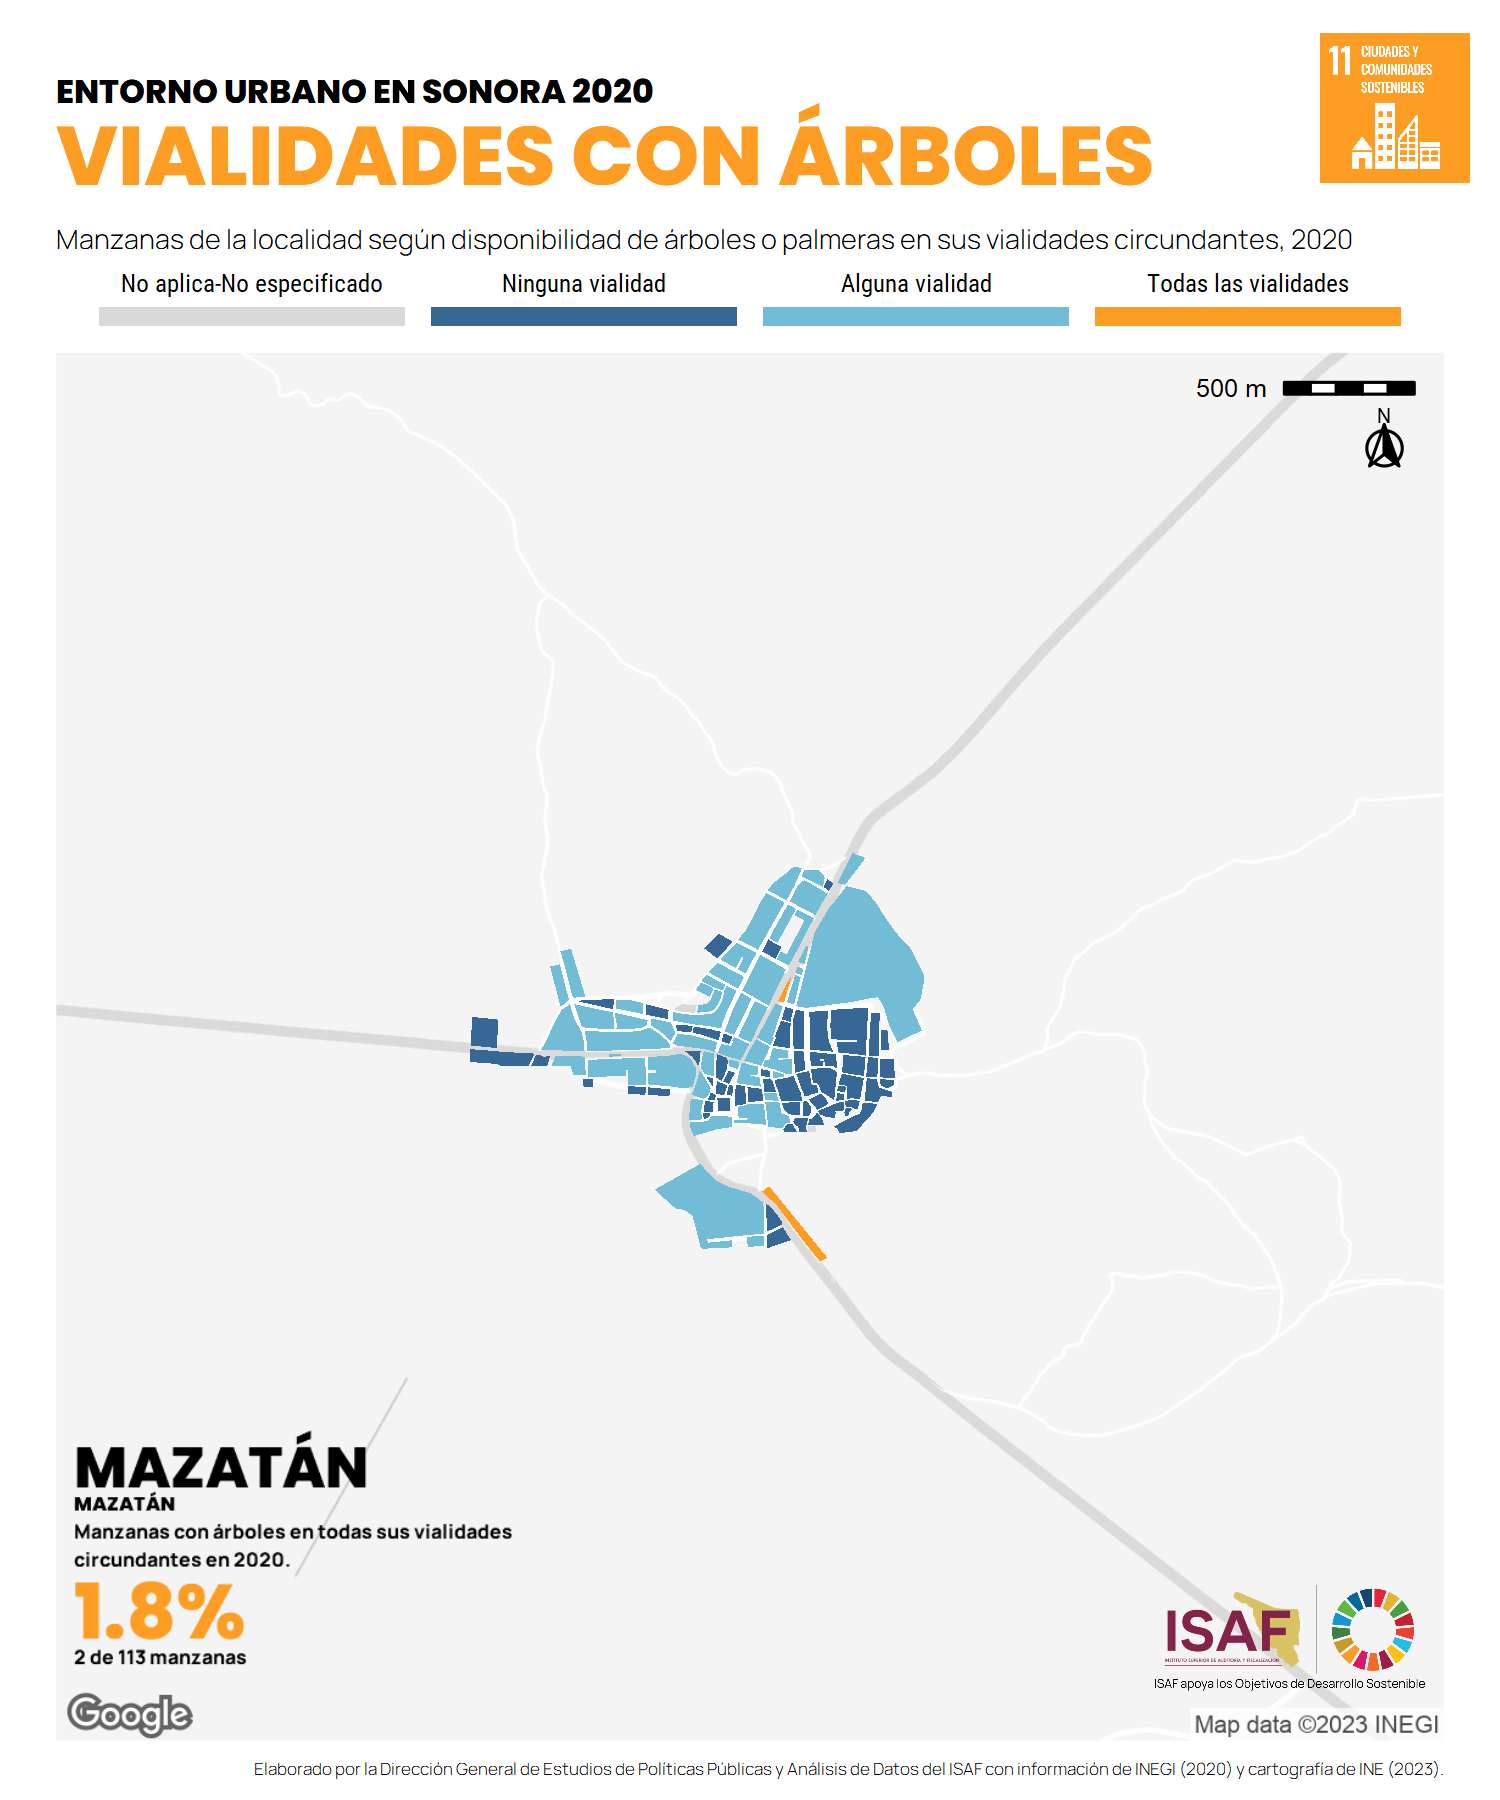 ENTORNO URBANO EN SONORA 2020
VIALIDADES CON ÁRBOLES
11 CIUDADES Y
COMUNIDADES
SOSTENIBLES
Manzanas de la localidad según disponibilidad de árboles o palmeras en sus vialidades circundantes, 2020
No aplica-No especificado
Ninguna vialidad
Alguna vialidad
Todas las vialidades
500 m
N
MAZATÁN
MAZATÁN
Manzanas con árboles en todas sus vialidades
circundantes en 2020.
1.8%
2 de 113 manzanas
Google
ISAF
INSTITUTO SUPERIOR DE AUDITORÍA Y FISCALIZACIÓN
ISAF apoya los Objetivos de Desarrollo Sostenible
Map data ©2023 INEGI
Elaborado por la Dirección General de Estudios de Políticas Públicas y Análisis de Datos del ISAF con información de INEGI (2020) y cartografía de INE (2023).